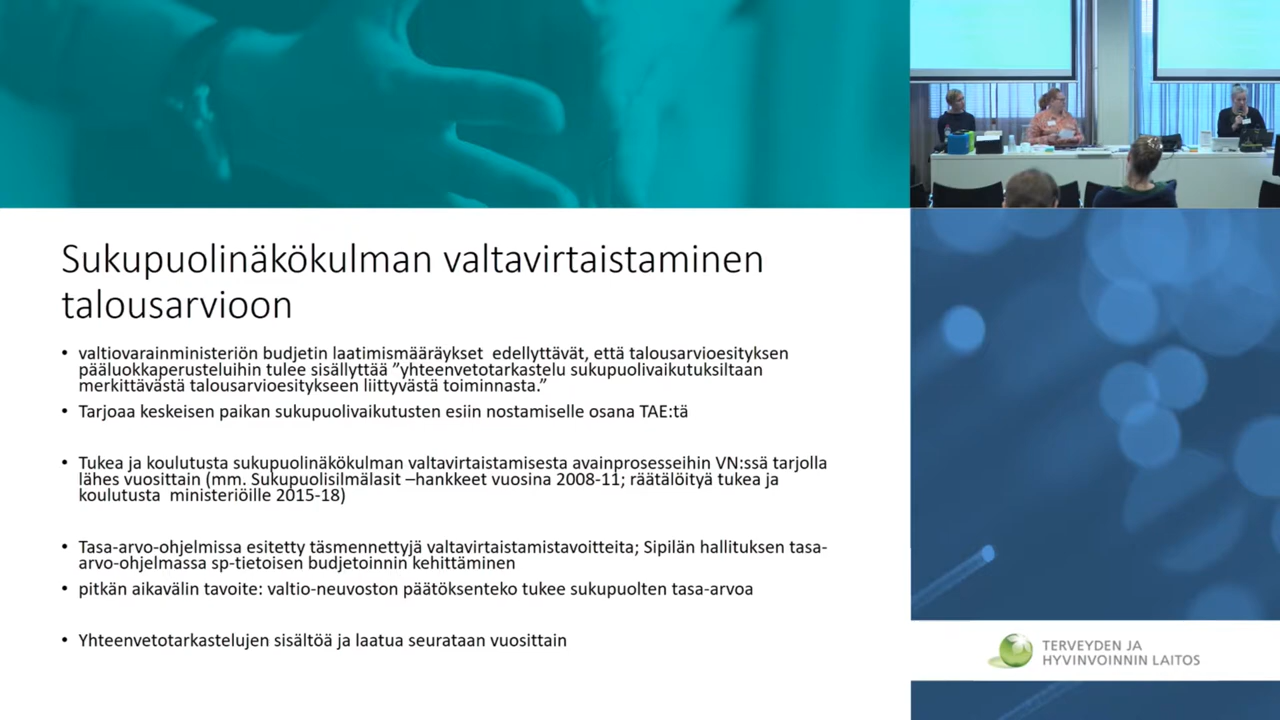 Sukupuolinäkökulman valtavirtaistaminen
talousarvioon
• valtiovarainministeriön budjetin laatimismääräykset  edellyttävät, että talousarvioesityksen
pääluokkaperusteluihin tulee sisällyttää ”yhteenvetotarkastelu sukupuolivaikutuksiltaan
merkittävästä talousarvioesitykseen liittyvästä toiminnasta.”
• Tarjoaa keskeisen paikan sukupuolivaikutusten esiin nostamiselle osana TAE:tä
• Tukea ja koulutusta sukupuolinäkökulman valtavirtaistamisesta avainprosesseihin VN:ssä tarjolla
lähes vuosittain (mm. Sukupuolisilmälasit –hankkeet vuosina 2008-11; räätälöityä tukea ja
koulutusta  ministeriöille 2015-18)
• Tasa-arvo-ohjelmissa esitetty täsmennettyjä valtavirtaistamistavoitteita; Sipilän hallituksen tasa-
arvo-ohjelmassa sp-tietoisen budjetoinnin kehittäminen
• pitkän aikavälin tavoite: valtio-neuvoston päätöksenteko tukee sukupuolten tasa-arvoa
• Yhteenvetotarkastelujen sisältöä ja laatua seurataan vuosittain
TERVEYDEN JA
HYVINVOINNIN LAITOS